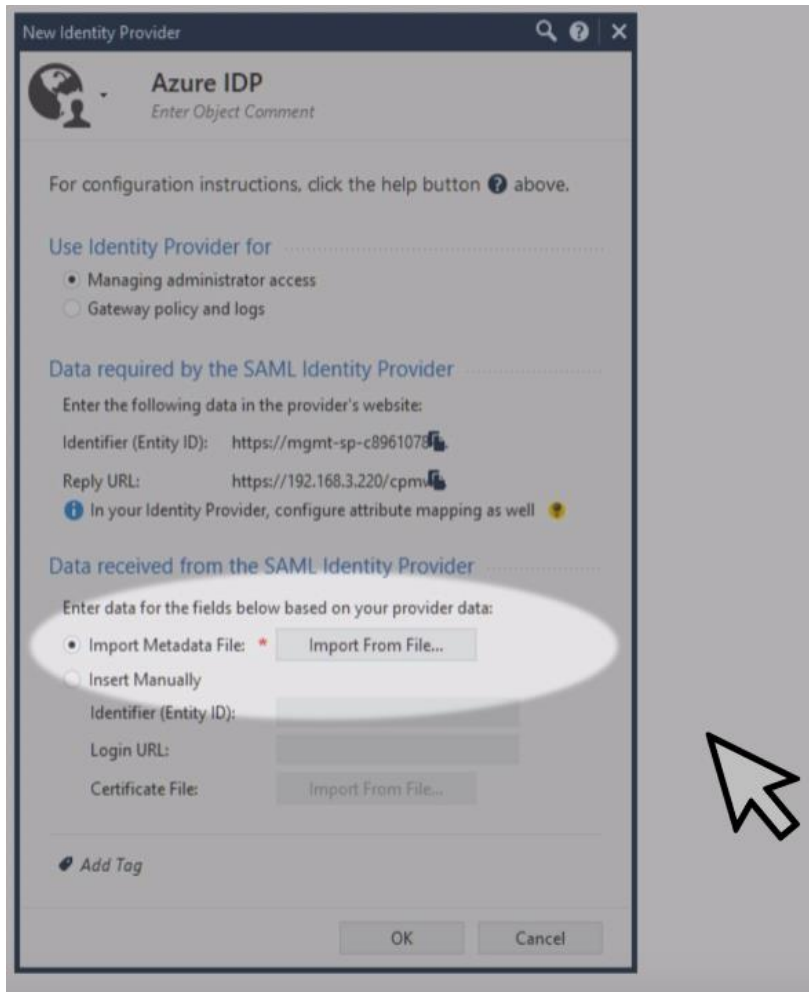 New Identity Provider
Azure IDP
Enter Object Comment
For configuration instructions, click the help button ? above.
Use Identity Provider for
Managing administrator access
Gateway policy and logs
Data required by the SAML Identity Provider
Enter the following data in the provider's website:
Identifier (Entity ID): https://mgmt-sp-c8961078
Reply URL: https://192.168.3.220/cpmw
In your Identity Provider, configure attribute mapping as well
Data received from the SAML Identity Provider
Enter data for the fields below based on your provider data:
Import Metadata File: * Import From File...
Insert Manually
Identifier (Entity ID):
Login URL:
Certificate File: Import From File...
Add Tag
OK Cancel